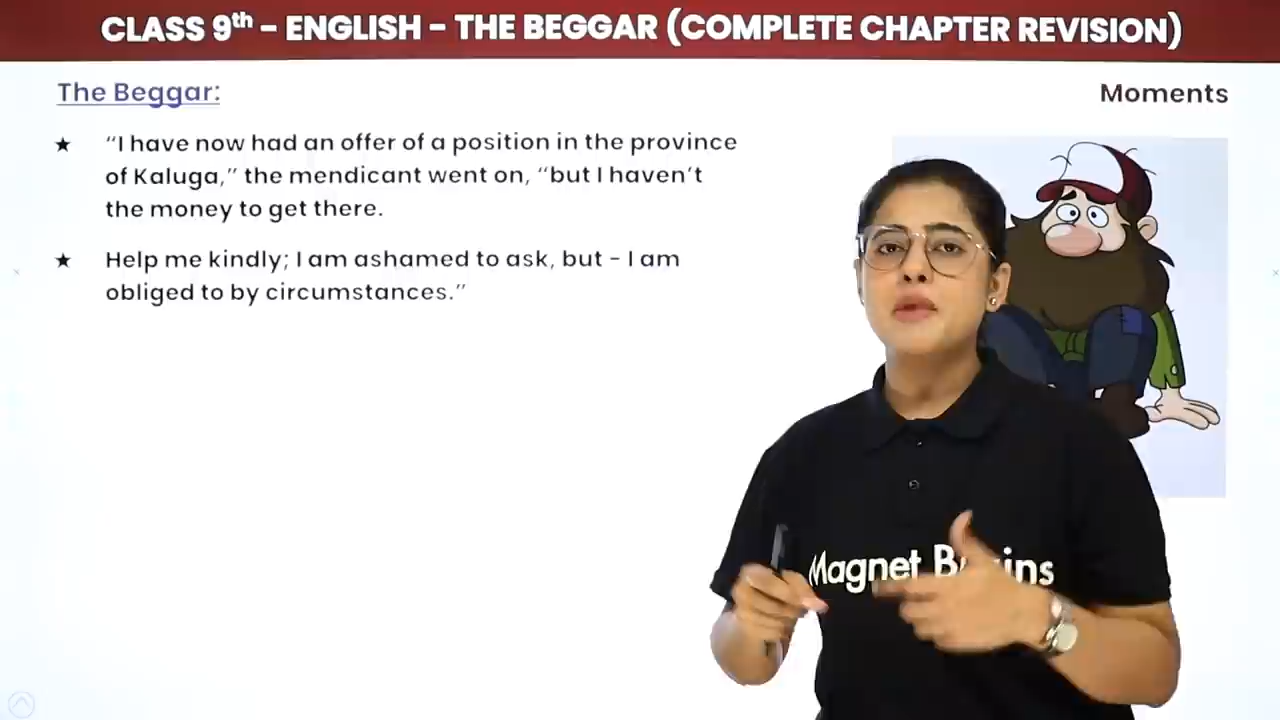 CLASS 9th – ENGLISH – THE BEGGAR (COMPLETE CHAPTER REVISION)
The Beggar:
Moments
★ “I have now had an offer of a position in the province
of Kaluga,” the mendicant went on, “but I haven’t
the money to get there.
★ Help me kindly; I am ashamed to ask, but – I am
obliged to by circumstances.”
Magnet